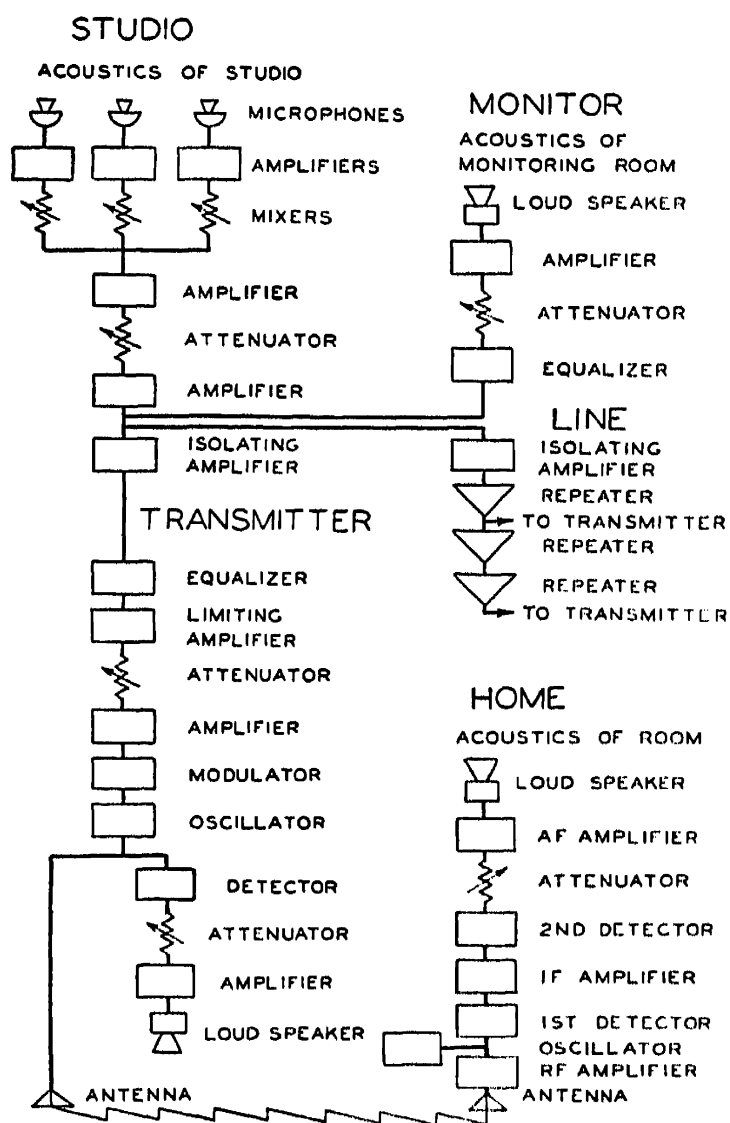 STUDIO
ACOUSTICS OF STUDIO
MICROPHONES
AMPLIFIERS
MIXERS
AMPLIFIER
ATTENUATOR
AMPLIFIER
ISOLATING
AMPLIFIER
MONITOR
ACOUSTICS OF
MONITORING ROOM
LOUD SPEAKER
AMPLIFIER
ATTENUATOR
EQUALIZER
LINE
ISOLATING
AMPLIFIER
REPEATER
TO TRANSMITTER
REPEATER
REPEATER
TO TRANSMITTER
TRANSMITTER
EQUALIZER
LIMITING
AMPLIFIER
ATTENUATOR
AMPLIFIER
MODULATOR
OSCILLATOR
DETECTOR
ATTENUATOR
AMPLIFIER
LOUD SPEAKER
ANTENNA
HOME
ACOUSTICS OF ROOM
LOUD SPEAKER
AF AMPLIFIER
ATTENUATOR
2ND DETECTOR
IF AMPLIFIER
1ST DETECTOR
OSCILLATOR
RF AMPLIFIER
ANTENNA